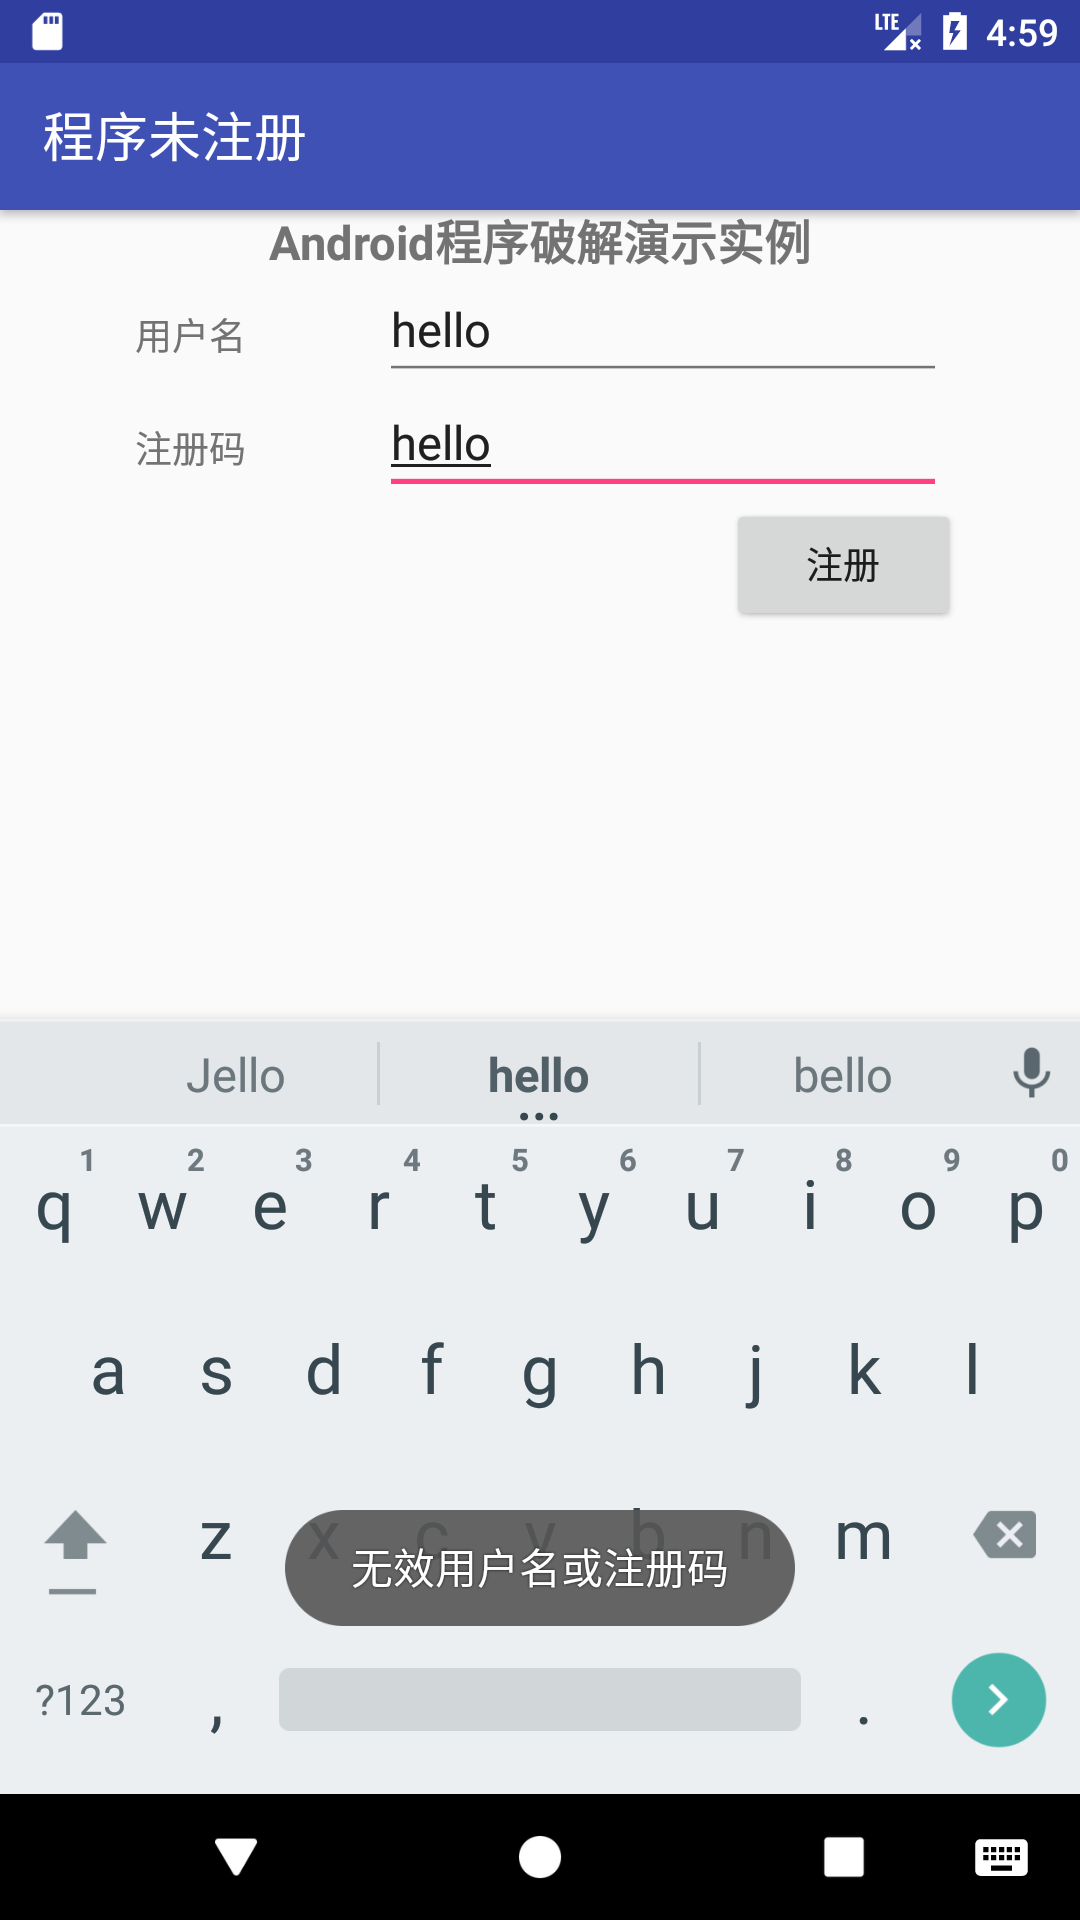 LTE 4:59
程序未注册
Android程序破解演示实例
用户名 hello
注册码 hello
注册
Jello hello bello
1 2 3 4 5 6 7 8 9 0
q w e r t y u i o p
a s d f g h j k l
z x c v b n m
无效用户名或注册码
?123 , .